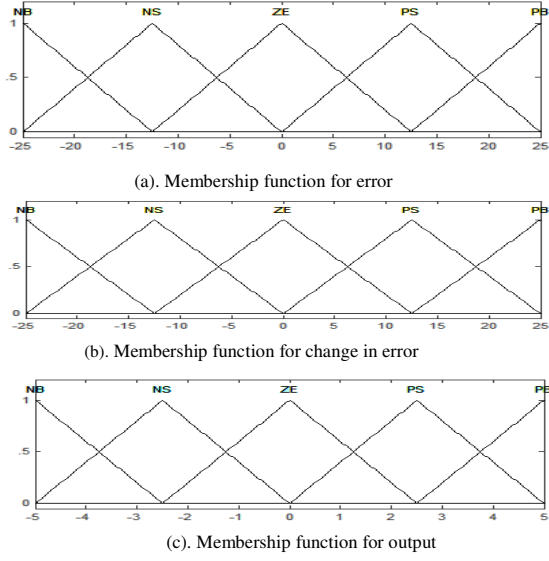 NB NS ZE PS PB
1
.5
0
-25 -20 -15 -10 -5 0 5 10 15 20 25
(a). Membership function for error
NB NS ZE PS PB
1
.5
0
-25 -20 -15 -10 -5 0 5 10 15 20 25
(b). Membership function for change in error
NB NS ZE PS PB
1
.5
0
-5 -4 -3 -2 -1 0 1 2 3 4 5
(c). Membership function for output